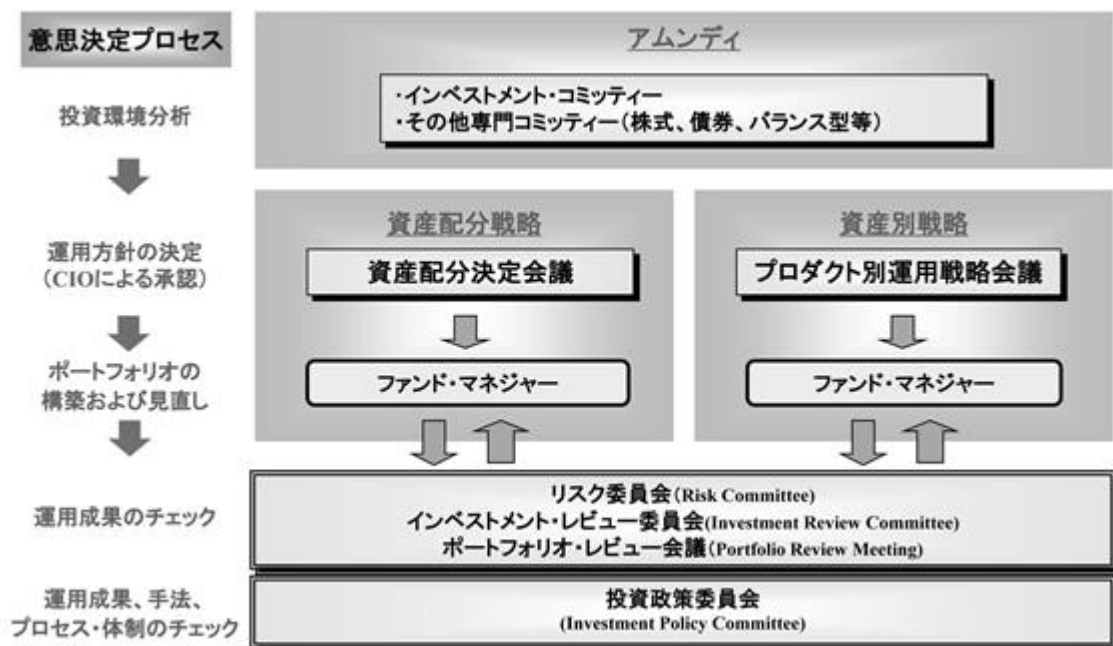 意思決定プロセス
アムンディ
投資環境分析
・インベストメント・コミッティー
・その他専門コミッティー(株式、債券、バランス型等)
運用方針の決定
(CIOによる承認)
資産配分戦略
資産配分決定会議
資産別戦略
プロダクト別運用戦略会議
ポートフォリオの
構築および見直し
ファンド・マネジャー
ファンド・マネジャー
運用成果のチェック
リスク委員会(Risk Committee)
インベストメント・レビュー委員会(Investment Review Committee)
ポートフォリオ・レビュー会議(Portfolio Review Meeting)
運用成果、手法、
プロセス・体制のチェック
投資政策委員会
(Investment Policy Committee)